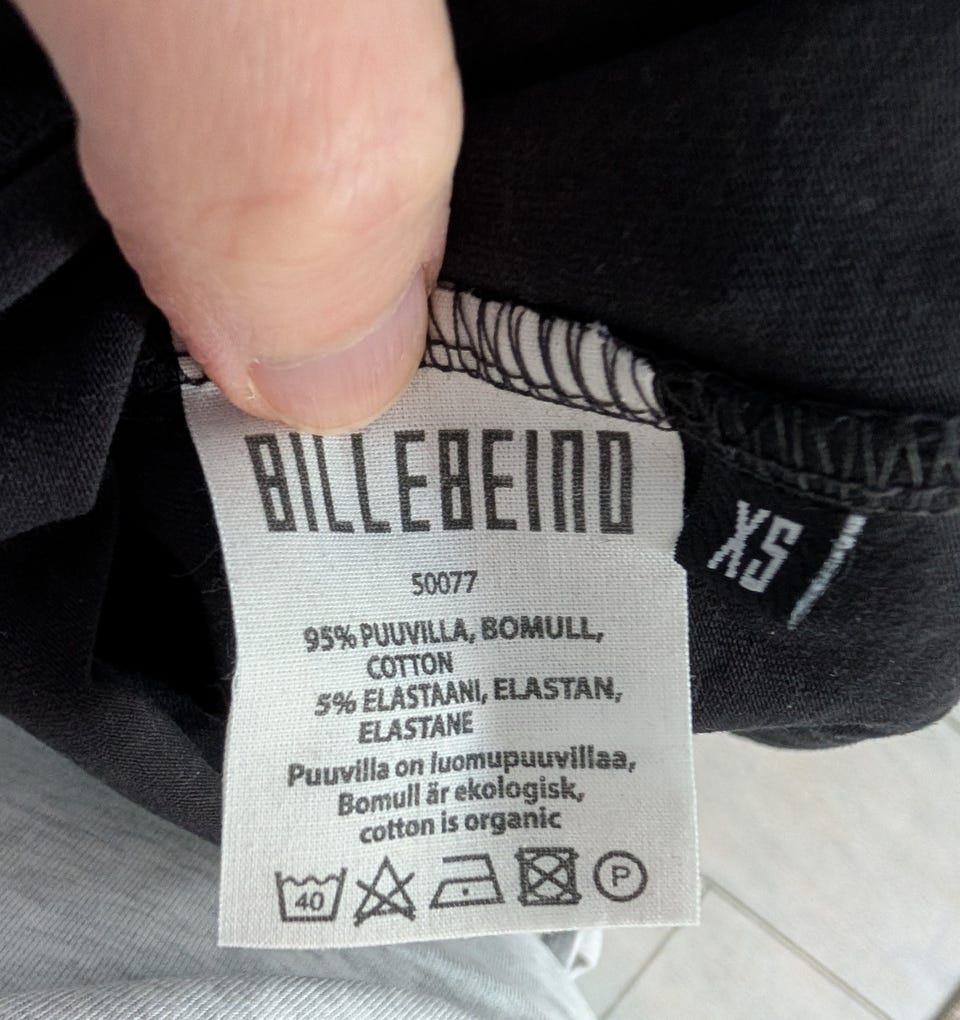 BILLEBEINO
50077
95% PUUVILLA, BOMULL,
COTTON
5% ELASTAANI, ELASTAN,
ELASTANE
Puuvilla on luomupuuvillaa,
Bomull är ekologisk,
cotton is organic
40
P
XS